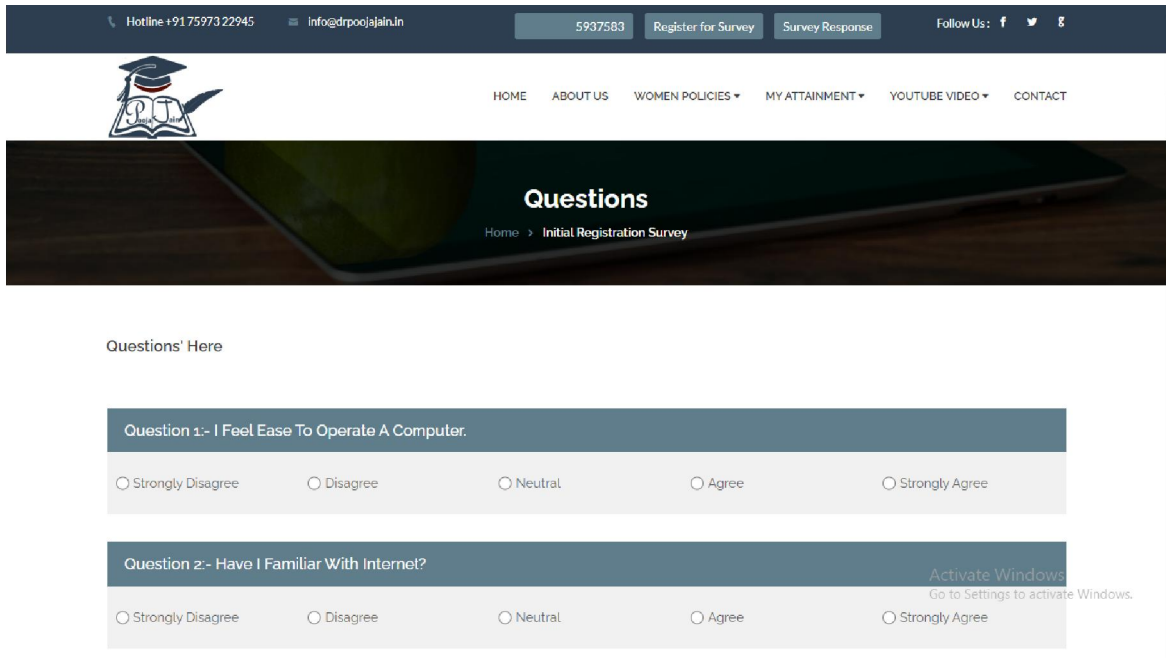 Hotline +91 75973 22945 info@drpoojajain.in 5937583 Register for Survey Survey Response Follow Us :
Pooja Jain
HOME ABOUT US WOMEN POLICIES MY ATTAINMENT YOUTUBE VIDEO CONTACT
Questions
Home > Initial Registration Survey
Questions' Here
Question 1:- I Feel Ease To Operate A Computer.
Strongly Disagree Disagree Neutral Agree Strongly Agree
Question 2:- Have I Familiar With Internet?
Activate Windows
Go to Settings to activate Windows.
Strongly Disagree Disagree Neutral Agree Strongly Agree